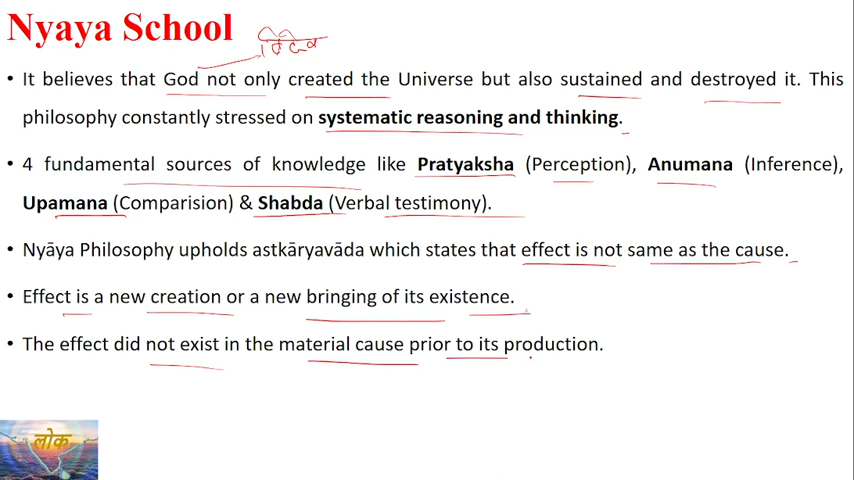 Nyaya School
• It believes that God not only created the Universe but also sustained and destroyed it. This
philosophy constantly stressed on systematic reasoning and thinking.
• 4 fundamental sources of knowledge like Pratyaksha (Perception), Anumana (Inference),
Upamana (Comparision) & Shabda (Verbal testimony).
• Nyāya Philosophy upholds astkāryavāda which states that effect is not same as the cause.
• Effect is a new creation or a new bringing of its existence.
• The effect did not exist in the material cause prior to its production.
लोक